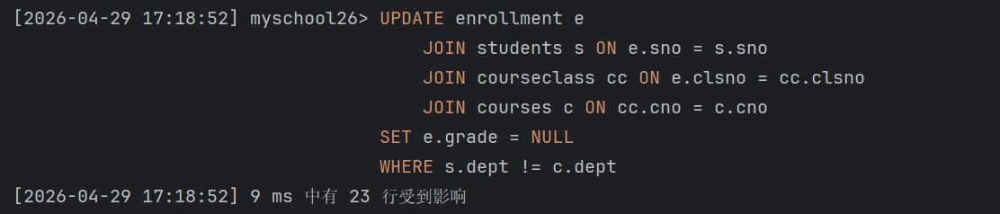 [2026-04-29 17:18:52] myschool26> UPDATE enrollment e
JOIN students s ON e.sno = s.sno
JOIN courseclass cc ON e.clsno = cc.clsno
JOIN courses c ON cc.cno = c.cno
SET e.grade = NULL
WHERE s.dept != c.dept
[2026-04-29 17:18:52] 9 ms 中有 23 行受到影响